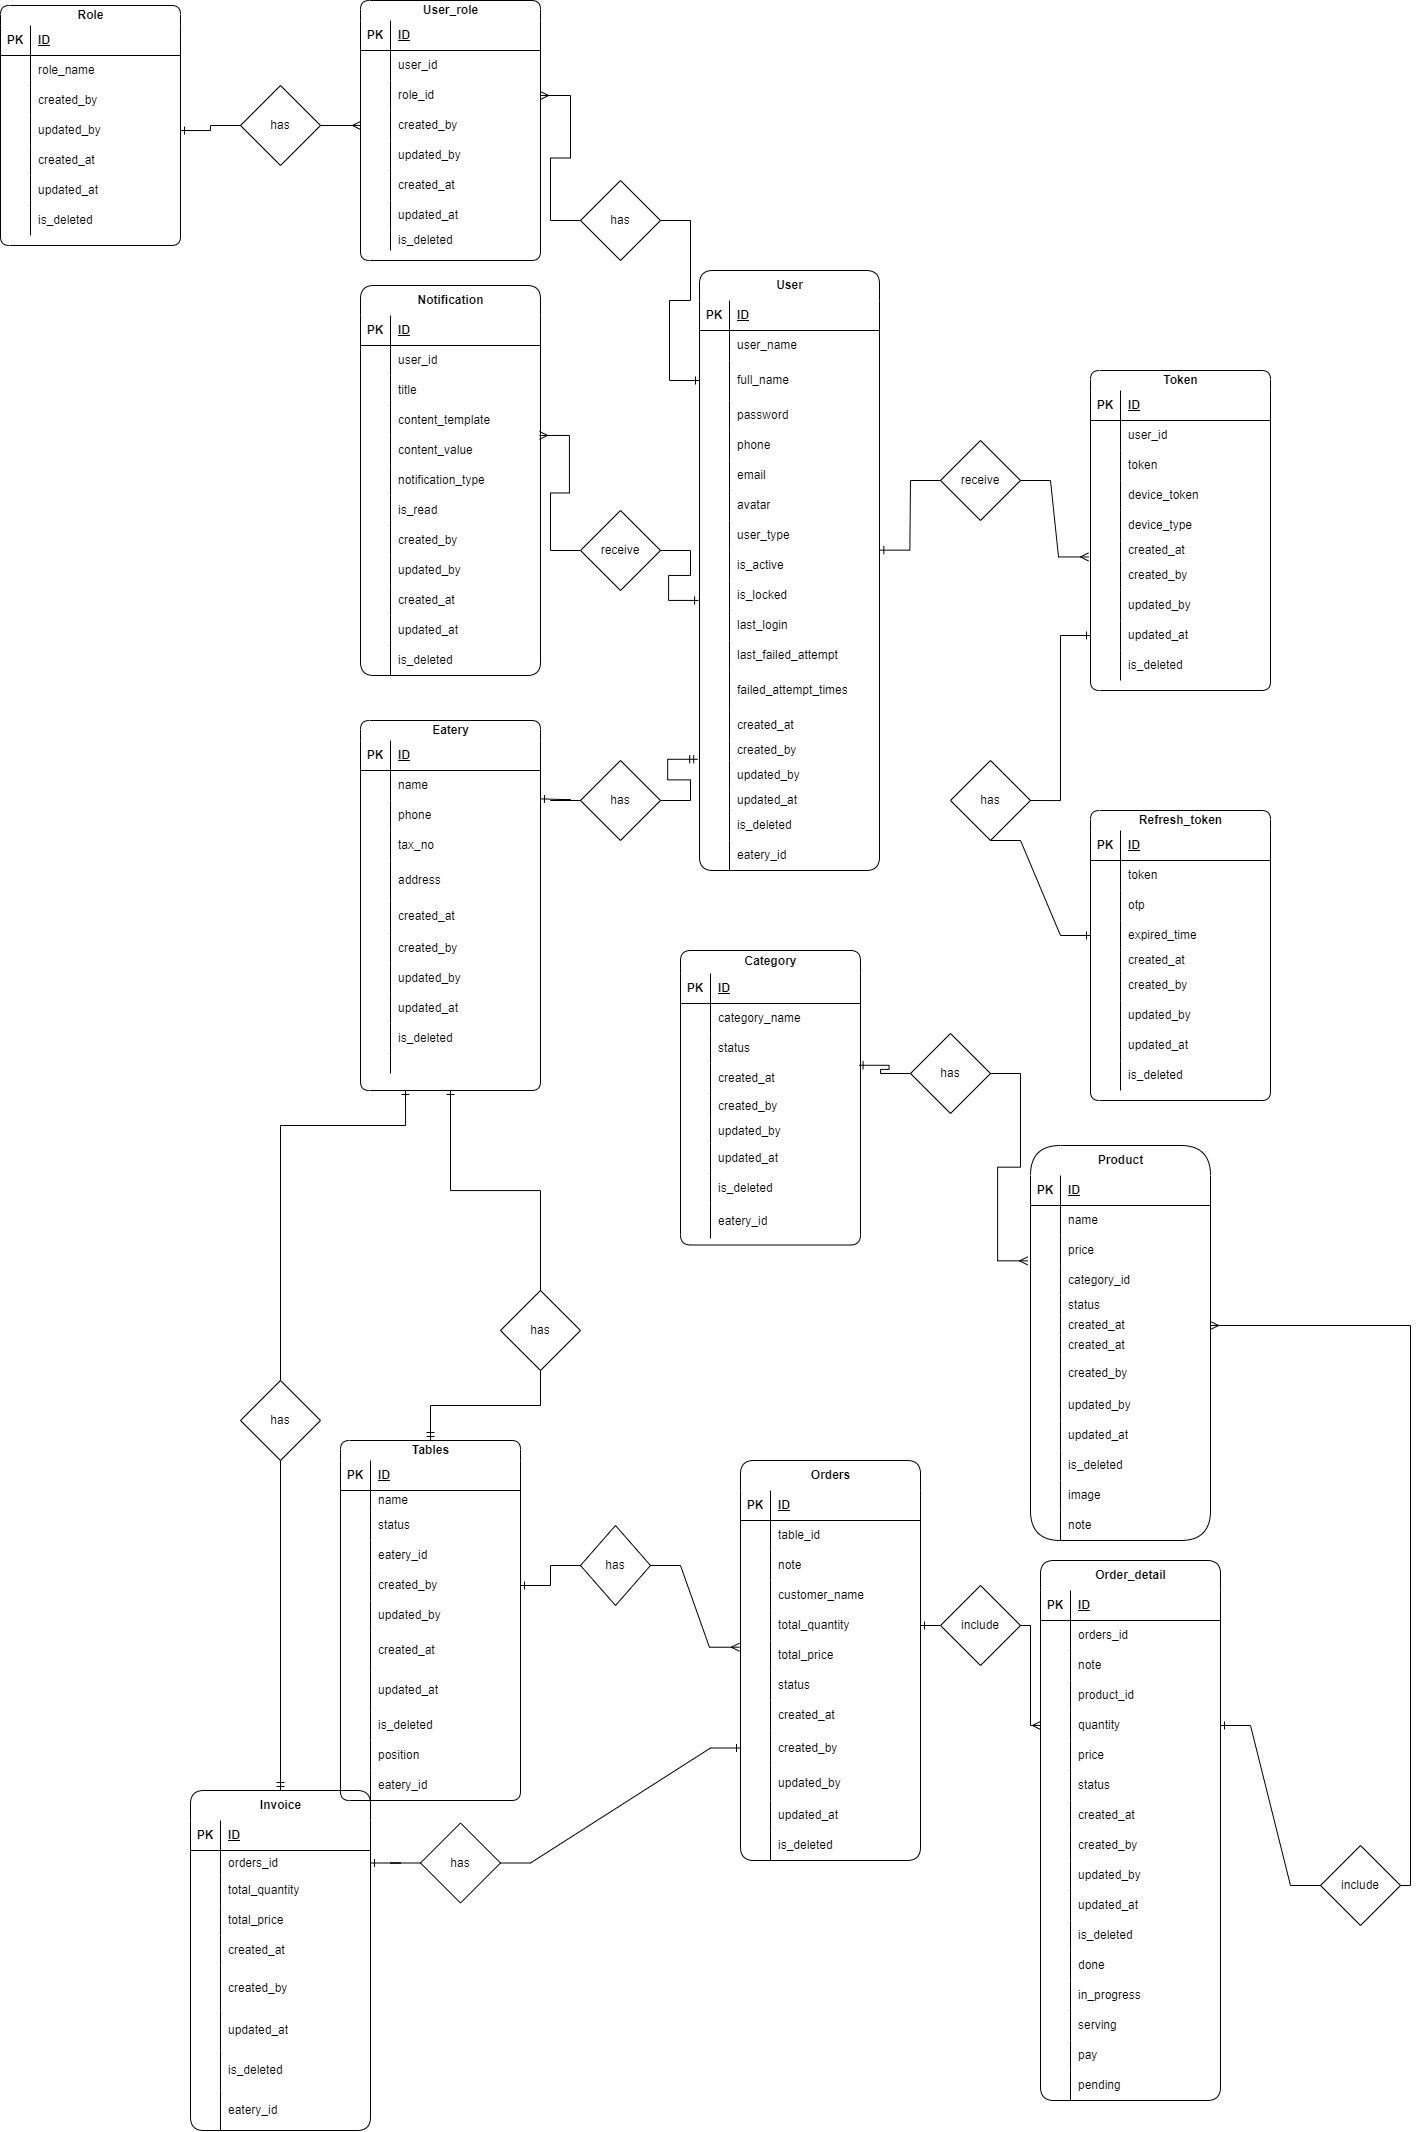 Role
PK ID
role_name
created_by
updated_by
created_at
updated_at
is_deleted
has
User_role
PK ID
user_id
role_id
created_by
updated_by
created_at
updated_at
is_deleted
has
Notification
PK ID
user_id
title
content_template
content_value
notification_type
is_read
created_by
updated_by
created_at
updated_at
is_deleted
receive
User
PK ID
user_name
full_name
password
phone
email
avatar
user_type
is_active
is_locked
last_login
last_failed_attempt
failed_attempt_times
created_at
created_by
updated_by
updated_at
is_deleted
eatery_id
receive
Token
PK ID
user_id
token
device_token
device_type
created_at
created_by
updated_by
updated_at
is_deleted
has
Eatery
PK ID
name
phone
tax_no
address
created_at
created_by
updated_by
updated_at
is_deleted
has
Refresh_token
PK ID
token
otp
expired_time
created_at
created_by
updated_by
updated_at
is_deleted
Category
PK ID
category_name
status
created_at
created_by
updated_by
updated_at
is_deleted
eatery_id
has
Product
PK ID
name
price
category_id
status
created_at
created_at
created_by
updated_by
updated_at
is_deleted
image
note
has
has
Tables
PK ID
name
status
eatery_id
created_by
updated_by
created_at
updated_at
is_deleted
position
eatery_id
has
Orders
PK ID
table_id
note
customer_name
total_quantity
total_price
status
created_at
created_by
updated_by
updated_at
is_deleted
include
Order_detail
PK ID
orders_id
note
product_id
quantity
price
status
created_at
created_by
updated_by
updated_at
is_deleted
done
in_progress
serving
pay
pending
include
Invoice
PK ID
orders_id
total_quantity
total_price
created_at
created_by
updated_at
is_deleted
eatery_id
has